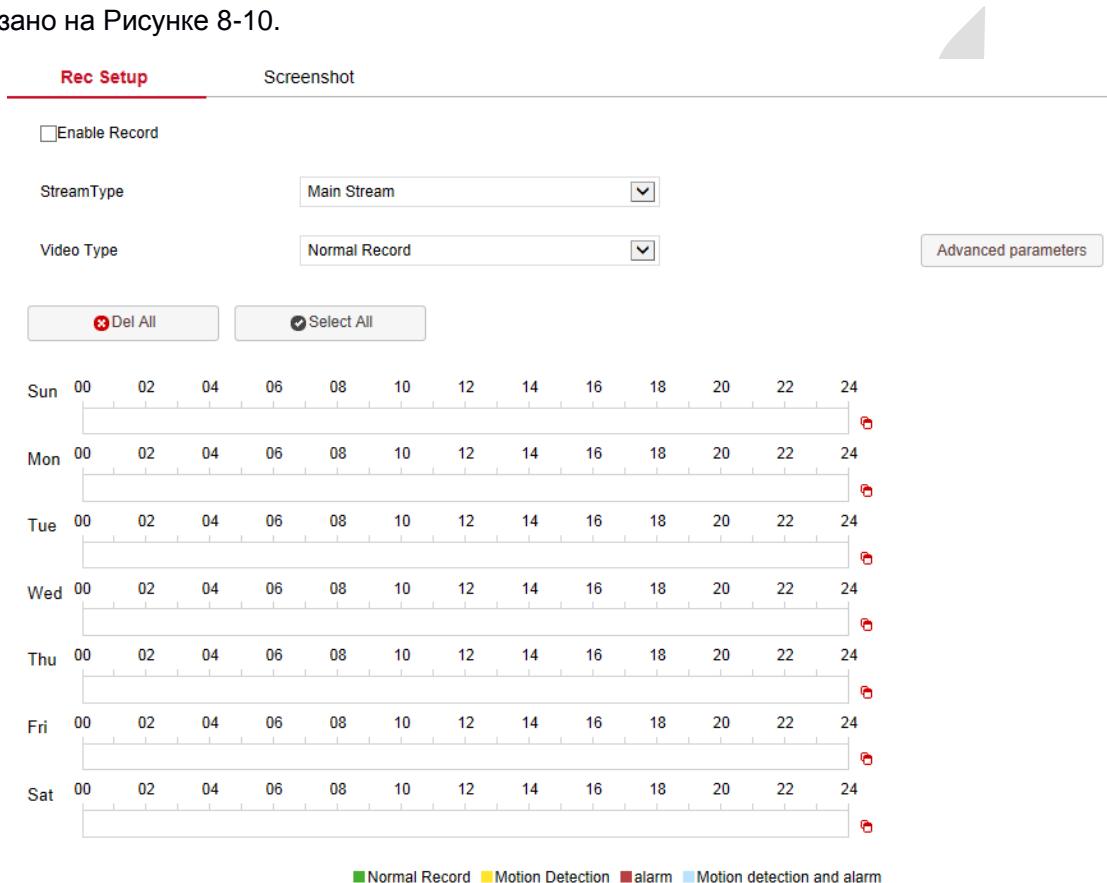 зано на Рисунке 8-10.
Rec Setup Screenshot
Enable Record
StreamType Main Stream
Video Type Normal Record Advanced parameters
Del All Select All
Sun 00 02 04 06 08 10 12 14 16 18 20 22 24
Mon 00 02 04 06 08 10 12 14 16 18 20 22 24
Tue 00 02 04 06 08 10 12 14 16 18 20 22 24
Wed 00 02 04 06 08 10 12 14 16 18 20 22 24
Thu 00 02 04 06 08 10 12 14 16 18 20 22 24
Fri 00 02 04 06 08 10 12 14 16 18 20 22 24
Sat 00 02 04 06 08 10 12 14 16 18 20 22 24
Normal Record Motion Detection alarm Motion detection and alarm